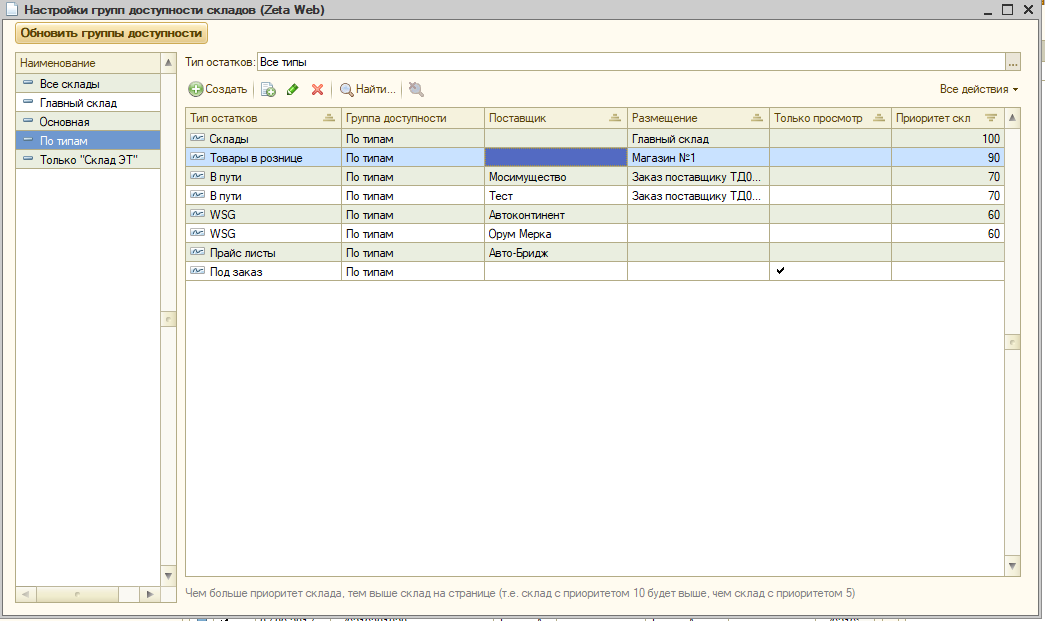 Настройки групп доступности складов (Zeta Web)
Обновить группы доступности
Наименование
Все склады
Главный склад
Основная
По типам
Только "Склад ЭТ"
Тип остатков: Все типы ...
Создать Найти... Все действия
Тип остатков Группа доступности Поставщик Размещение Только просмотр Приоритет скл
Склады По типам Главный склад 100
Товары в рознице По типам Магазин №1 90
В пути По типам Мосимущество Заказ поставщику ТД0... 70
В пути По типам Тест Заказ поставщику ТД0... 70
WSG По типам Автоконтинент 60
WSG По типам Орум Мерка 60
Прайс листы По типам Авто-Бридж
Под заказ По типам
Чем больше приоритет склада, тем выше склад на странице (т.е. склад с приоритетом 10 будет выше, чем склад с приоритетом 5)